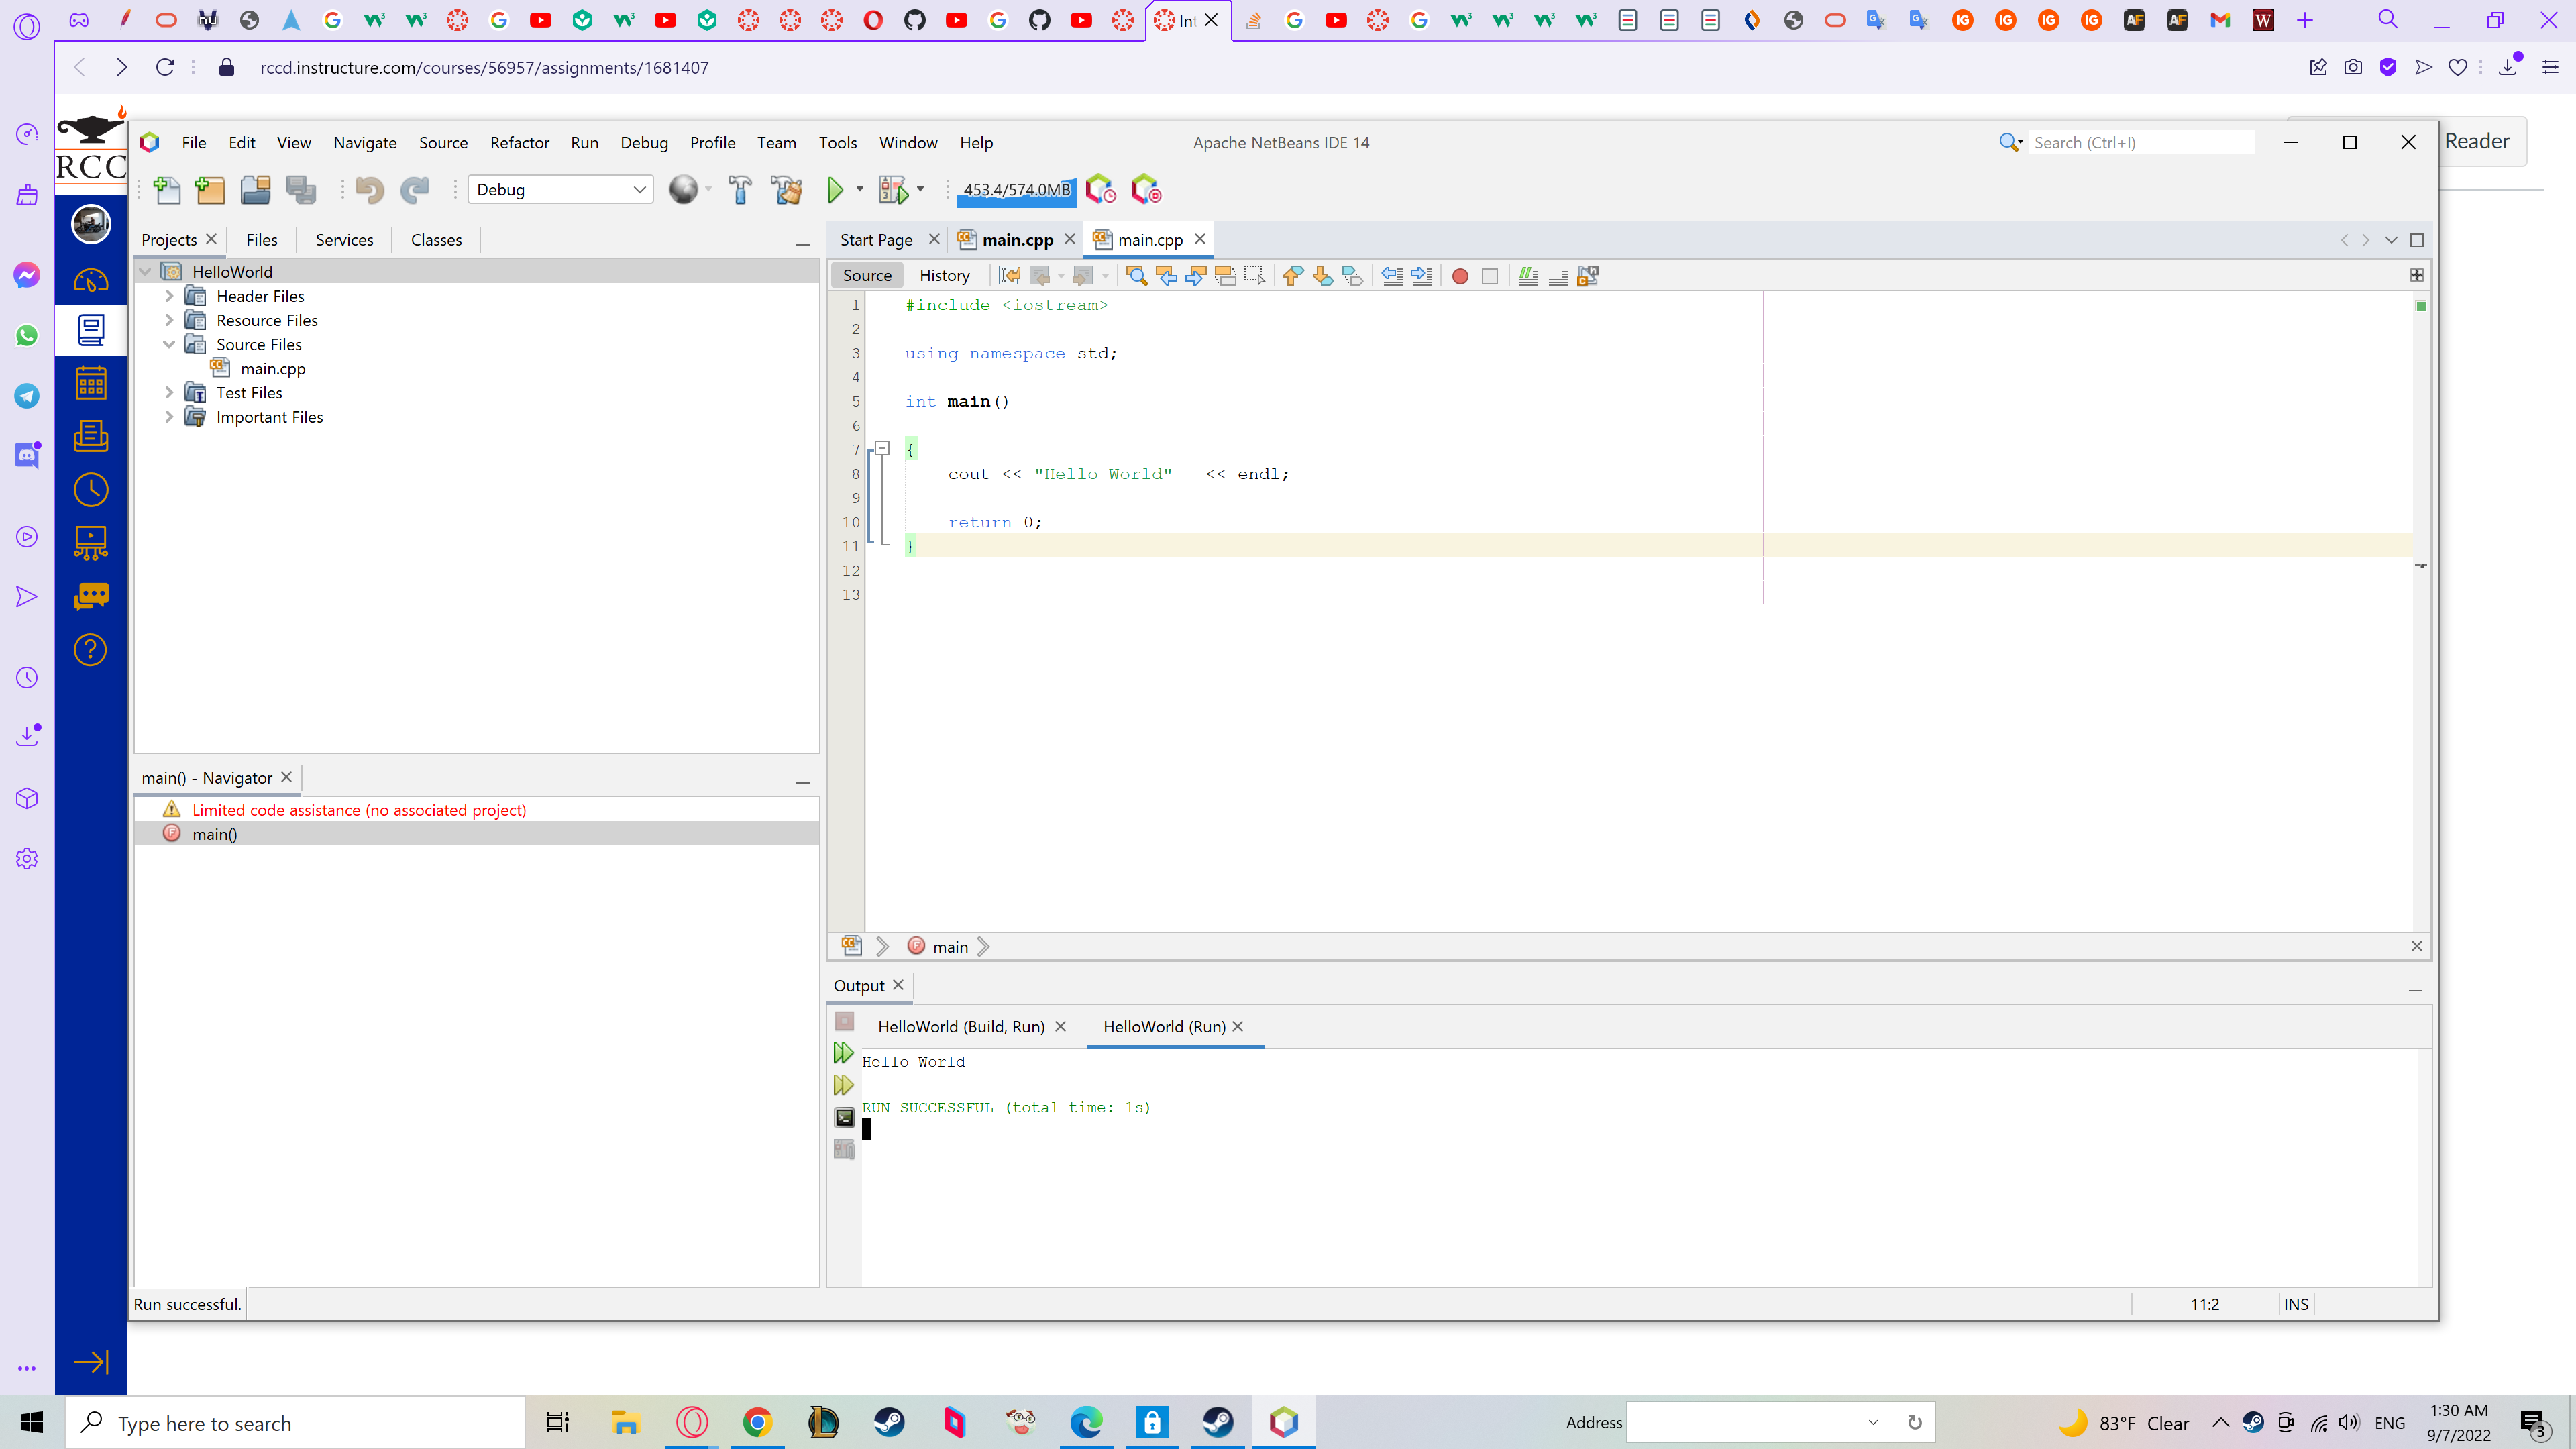 Int
rccd.instructure.com/courses/56957/assignments/1681407
RCC
Reader
File Edit View Navigate Source Refactor Run Debug Profile Team Tools Window Help
Apache NetBeans IDE 14
Search (Ctrl+I)
Debug
453.4/574.0MB
Projects Files Services Classes
HelloWorld
Header Files
Resource Files
Source Files
main.cpp
Test Files
Important Files
Start Page main.cpp main.cpp
Source History
1 #include <iostream>
2
3 using namespace std;
4
5 int main()
6
7 {
8 cout << "Hello World"   << endl;
9
10 return 0;
11 }
12
13
main
main() - Navigator
Limited code assistance (no associated project)
main()
Output
HelloWorld (Build, Run) HelloWorld (Run)
Hello World
RUN SUCCESSFUL (total time: 1s)
Run successful.
11:2 INS
Type here to search
Address
83°F Clear
ENG
1:30 AM
9/7/2022
3